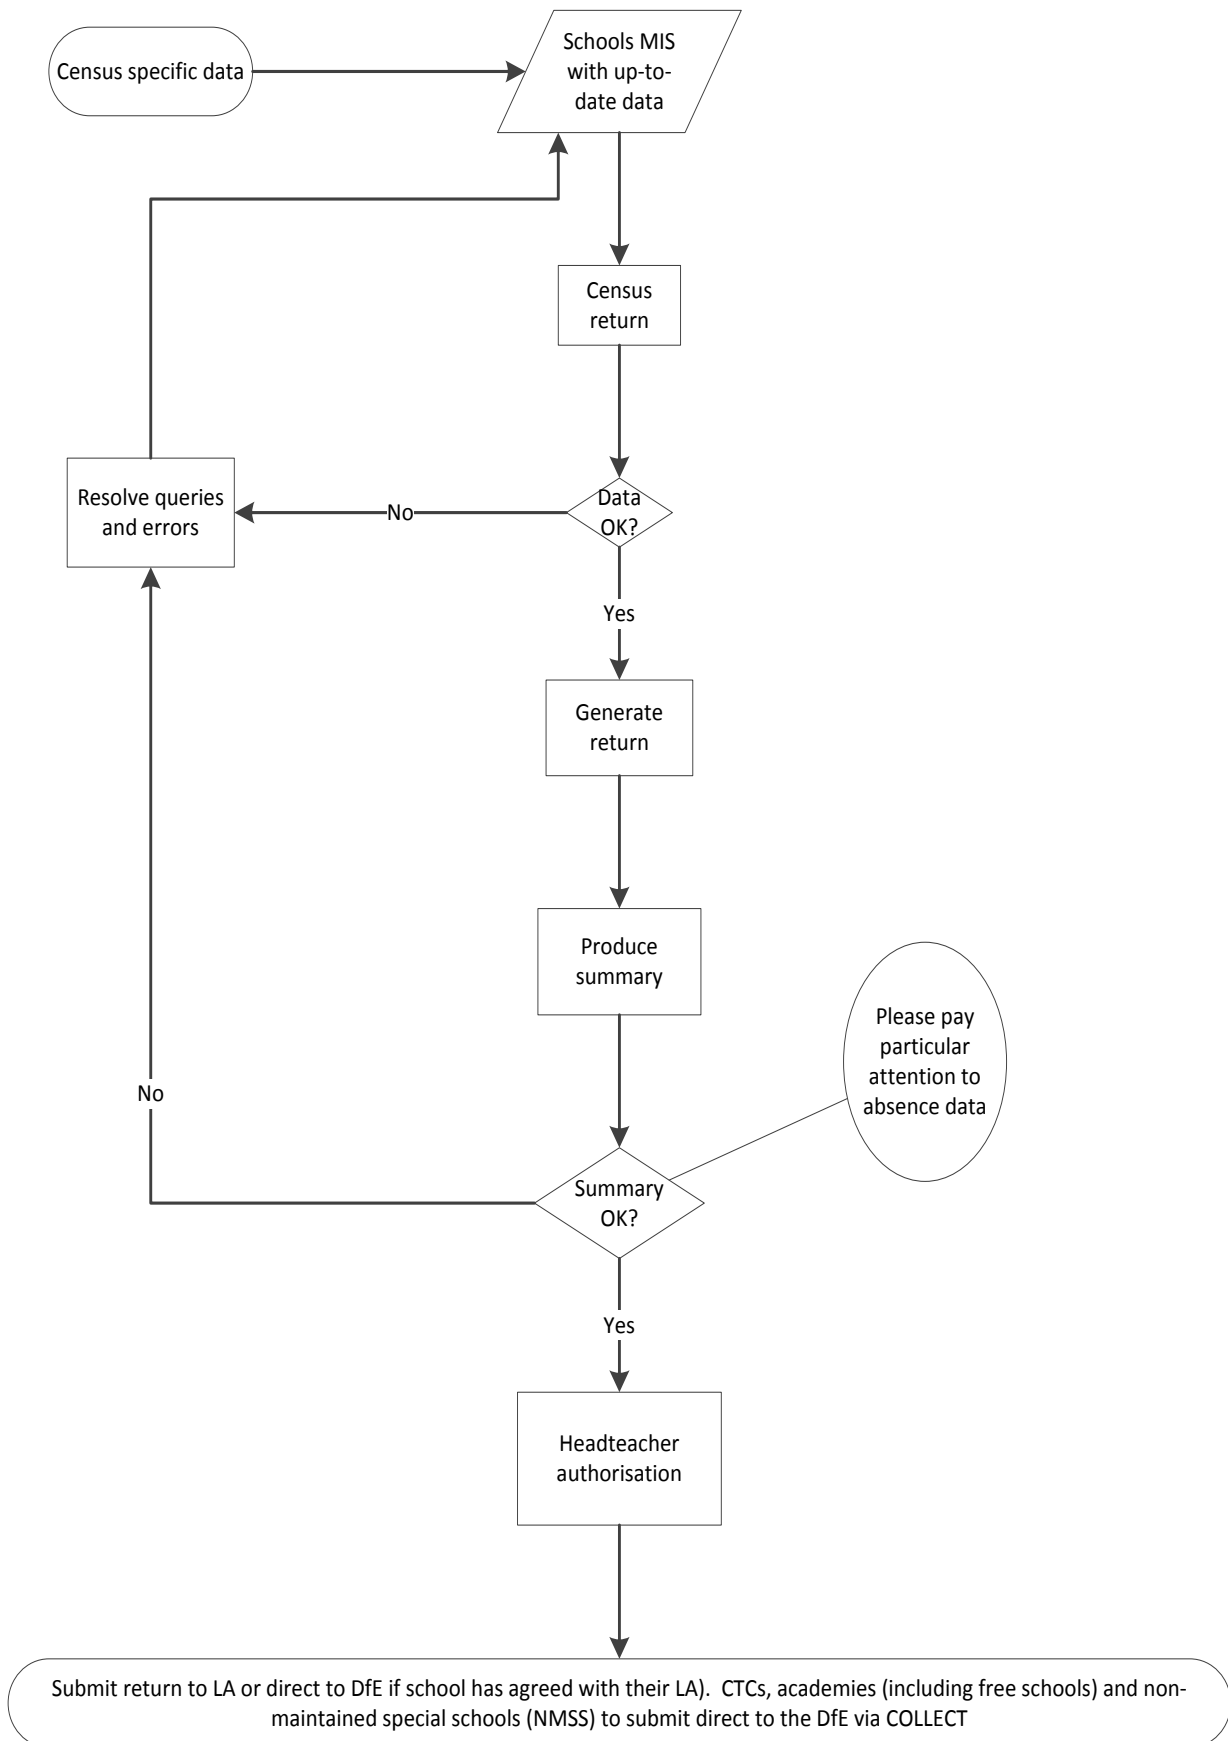 Census specific data
Schools MIS
with up-to-
date data
Census
return
Resolve queries
and errors
No
Data
OK?
Yes
Generate
return
Produce
summary
Please pay
particular
attention to
absence data
No
Summary
OK?
Yes
Headteacher
authorisation
Submit return to LA or direct to DfE if school has agreed with their LA).  CTCs, academies (including free schools) and non-
maintained special schools (NMSS) to submit direct to the DfE via COLLECT